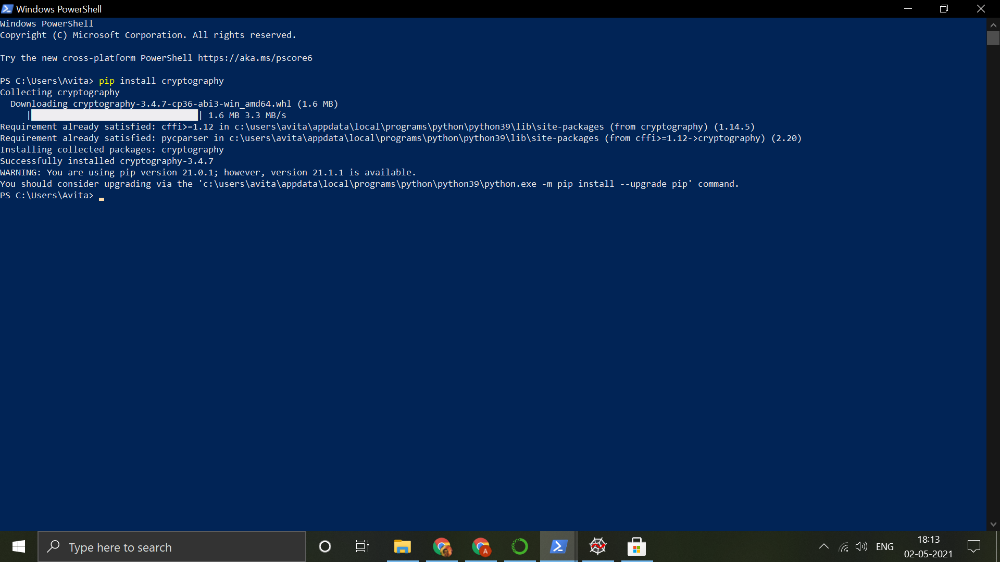 Windows PowerShell
Windows PowerShell
Copyright (C) Microsoft Corporation. All rights reserved.
Try the new cross-platform PowerShell https://aka.ms/pscore6
PS C:\Users\Avita> pip install cryptography
Collecting cryptography
  Downloading cryptography-3.4.7-cp36-abi3-win_amd64.whl (1.6 MB)
     |████████████████████████████████| 1.6 MB 3.3 MB/s
Requirement already satisfied: cffi>=1.12 in c:\users\avita\appdata\local\programs\python\python39\lib\site-packages (from cryptography) (1.14.5)
Requirement already satisfied: pycparser in c:\users\avita\appdata\local\programs\python\python39\lib\site-packages (from cffi>=1.12->cryptography) (2.20)
Installing collected packages: cryptography
Successfully installed cryptography-3.4.7
WARNING: You are using pip version 21.0.1; however, version 21.1.1 is available.
You should consider upgrading via the 'c:\users\avita\appdata\local\programs\python\python39\python.exe -m pip install --upgrade pip' command.
PS C:\Users\Avita>
Type here to search
A
ENG
18:13
02-05-2021